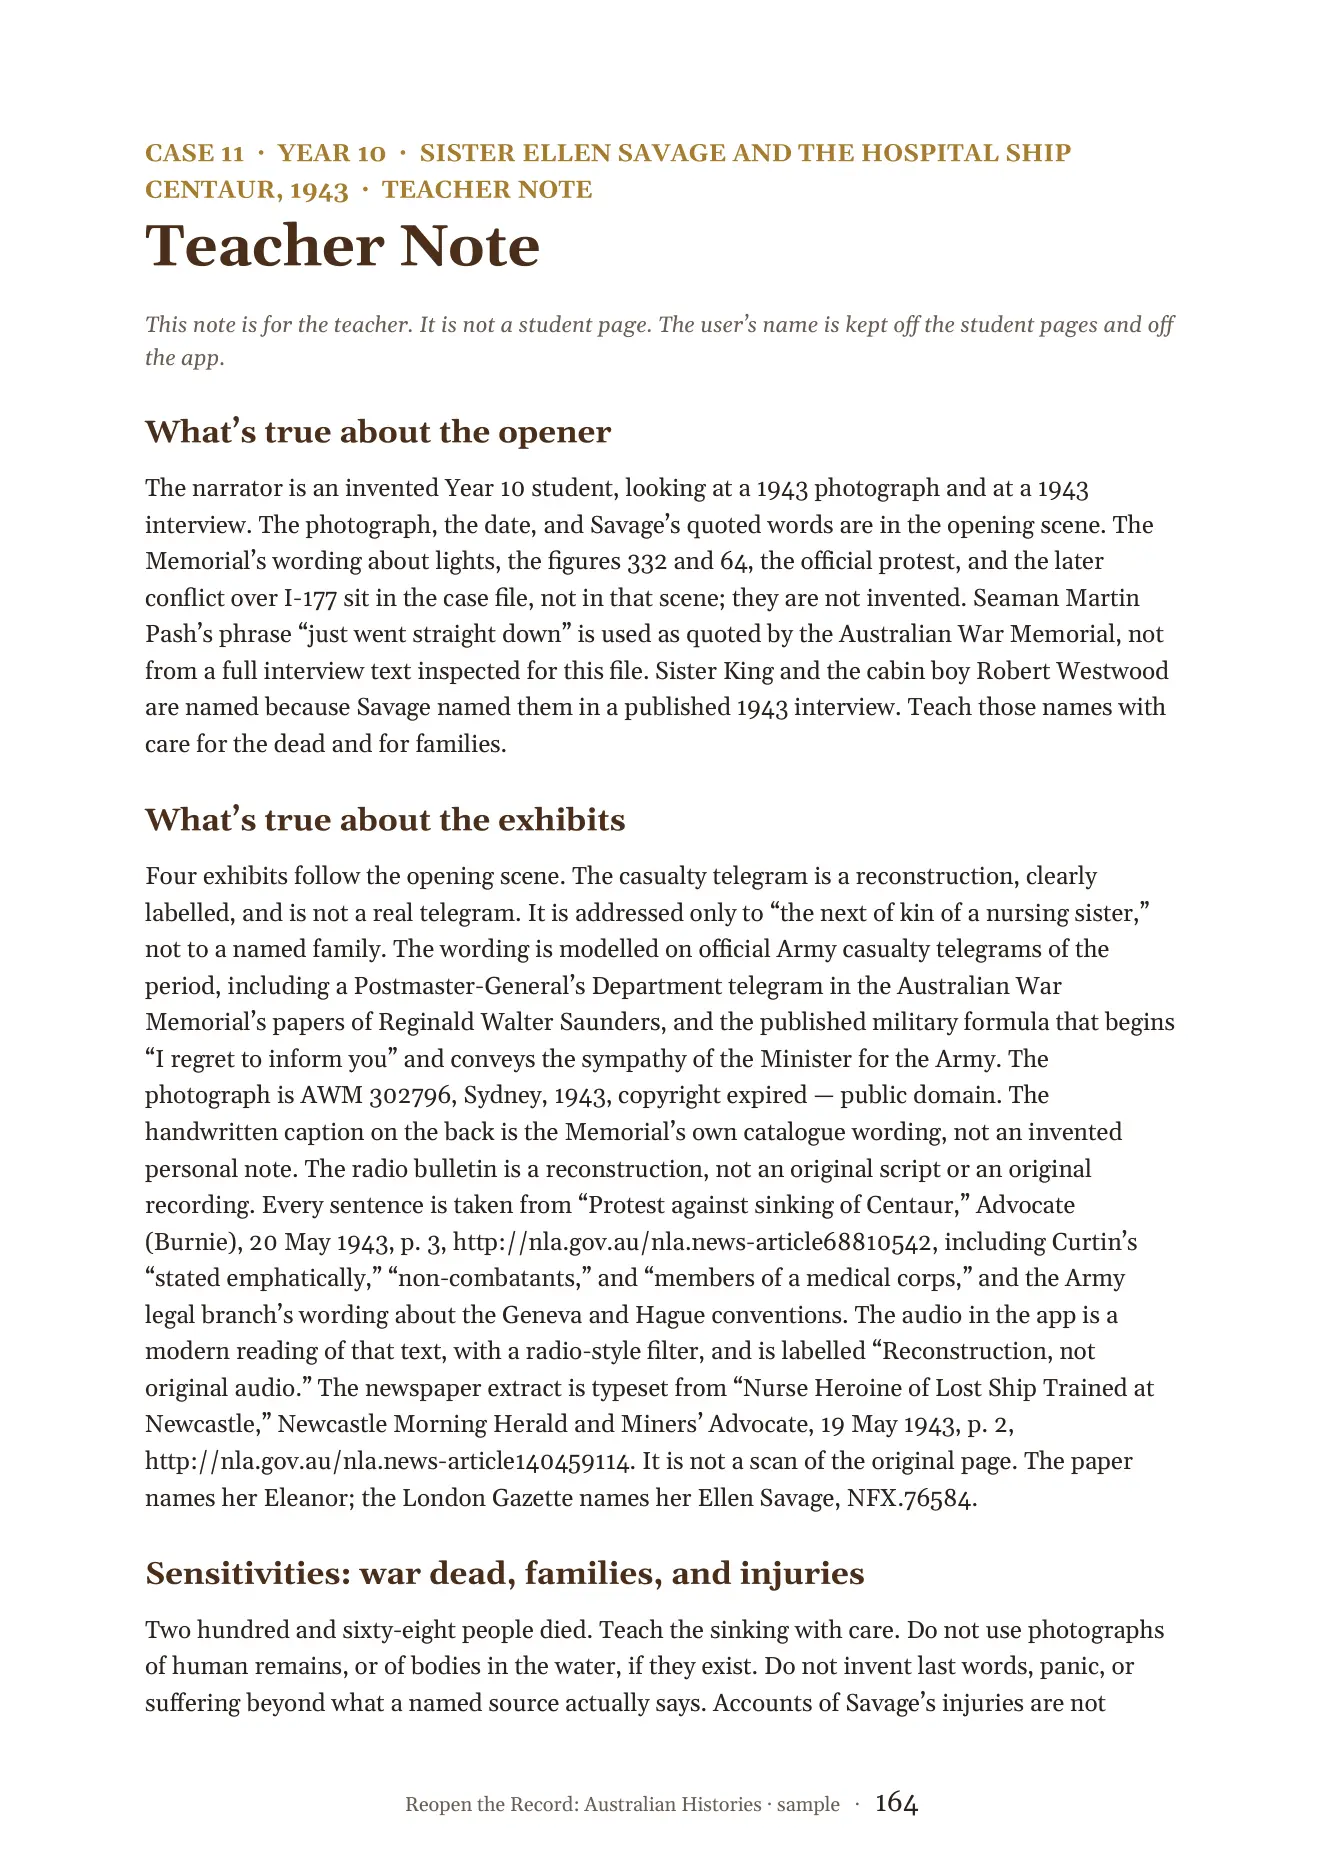 CASE 11 · YEAR 10 · SISTER ELLEN SAVAGE AND THE HOSPITAL SHIP
CENTAUR, 1943 · TEACHER NOTE
Teacher Note
This note is for the teacher. It is not a student page. The user’s name is kept off the student pages and off
the app.
What’s true about the opener
The narrator is an invented Year 10 student, looking at a 1943 photograph and at a 1943
interview. The photograph, the date, and Savage’s quoted words are in the opening scene. The
Memorial’s wording about lights, the figures 332 and 64, the official protest, and the later
conflict over I-177 sit in the case file, not in that scene; they are not invented. Seaman Martin
Pash’s phrase “just went straight down” is used as quoted by the Australian War Memorial, not
from a full interview text inspected for this file. Sister King and the cabin boy Robert Westwood
are named because Savage named them in a published 1943 interview. Teach those names with
care for the dead and for families.
What’s true about the exhibits
Four exhibits follow the opening scene. The casualty telegram is a reconstruction, clearly
labelled, and is not a real telegram. It is addressed only to “the next of kin of a nursing sister,”
not to a named family. The wording is modelled on official Army casualty telegrams of the
period, including a Postmaster-General’s Department telegram in the Australian War
Memorial’s papers of Reginald Walter Saunders, and the published military formula that begins
“I regret to inform you” and conveys the sympathy of the Minister for the Army. The
photograph is AWM 302796, Sydney, 1943, copyright expired — public domain. The
handwritten caption on the back is the Memorial’s own catalogue wording, not an invented
personal note. The radio bulletin is a reconstruction, not an original script or an original
recording. Every sentence is taken from “Protest against sinking of Centaur,” Advocate
(Burnie), 20 May 1943, p. 3, http://nla.gov.au/nla.news-article68810542, including Curtin’s
“stated emphatically,” “non-combatants,” and “members of a medical corps,” and the Army
legal branch’s wording about the Geneva and Hague conventions. The audio in the app is a
modern reading of that text, with a radio-style filter, and is labelled “Reconstruction, not
original audio.” The newspaper extract is typeset from “Nurse Heroine of Lost Ship Trained at
Newcastle,” Newcastle Morning Herald and Miners’ Advocate, 19 May 1943, p. 2,
http://nla.gov.au/nla.news-article140459114. It is not a scan of the original page. The paper
names her Eleanor; the London Gazette names her Ellen Savage, NFX.76584.
Sensitivities: war dead, families, and injuries
Two hundred and sixty-eight people died. Teach the sinking with care. Do not use photographs
of human remains, or of bodies in the water, if they exist. Do not invent last words, panic, or
suffering beyond what a named source actually says. Accounts of Savage’s injuries are not
Reopen the Record: Australian Histories · sample · 164